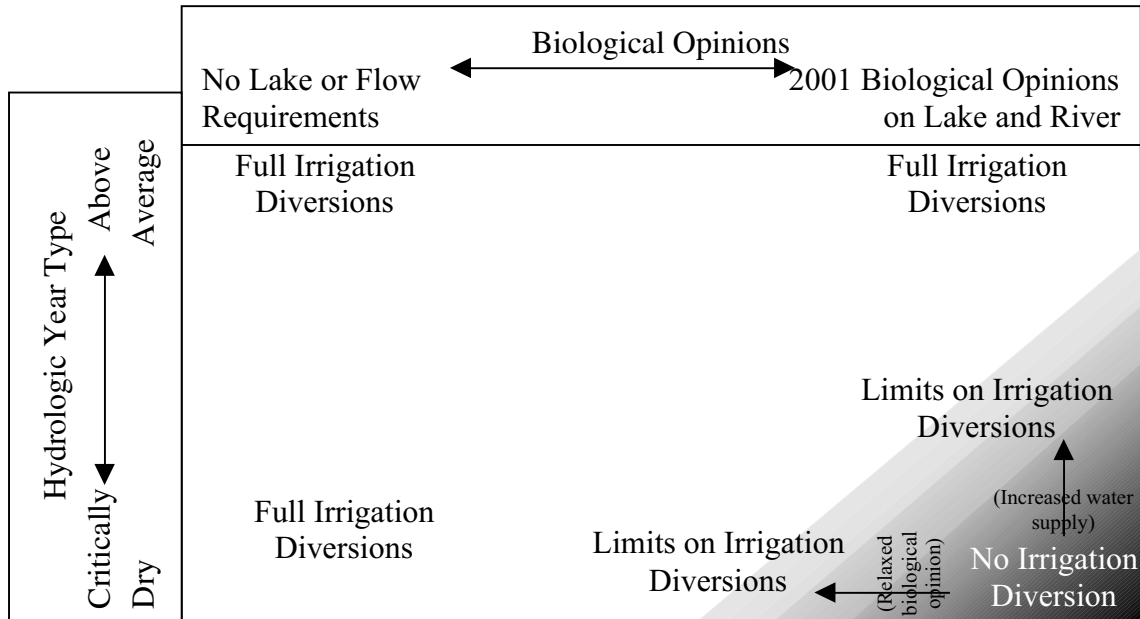 Biological Opinions
No Lake or Flow
Requirements
2001 Biological Opinions
on Lake and River
Hydrologic Year Type
Above
Average
Critically
Dry
Full Irrigation
Diversions
Full Irrigation
Diversions
Limits on Irrigation
Diversions
(Increased water
supply)
Full Irrigation
Diversions
Limits on Irrigation
Diversions
(Relaxed
biological
opinion)
No Irrigation
Diversion